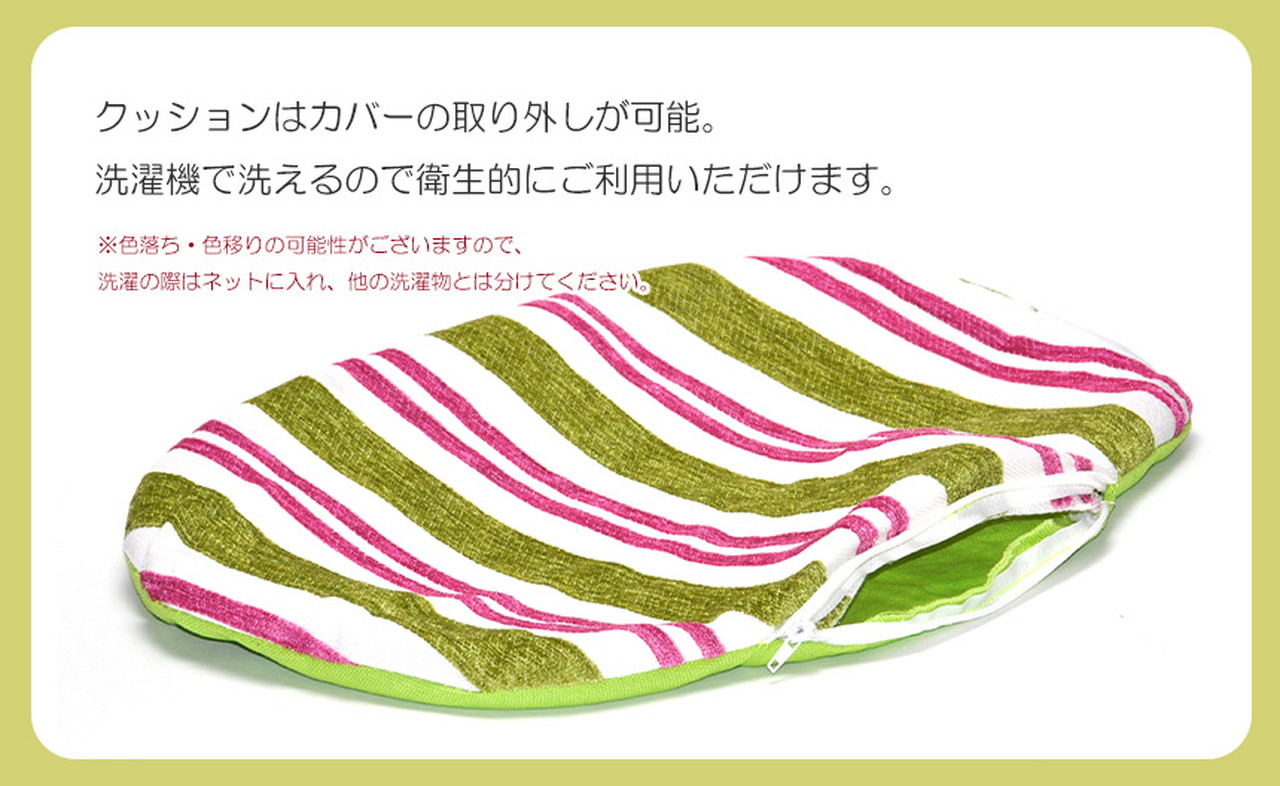 クッションはカバーの取り外しが可能。
洗濯機で洗えるので衛生的にご利用いただけます。
※色落ち・色移りの可能性がございますので、
洗濯の際はネットに入れ、他の洗濯物とは分けてください。